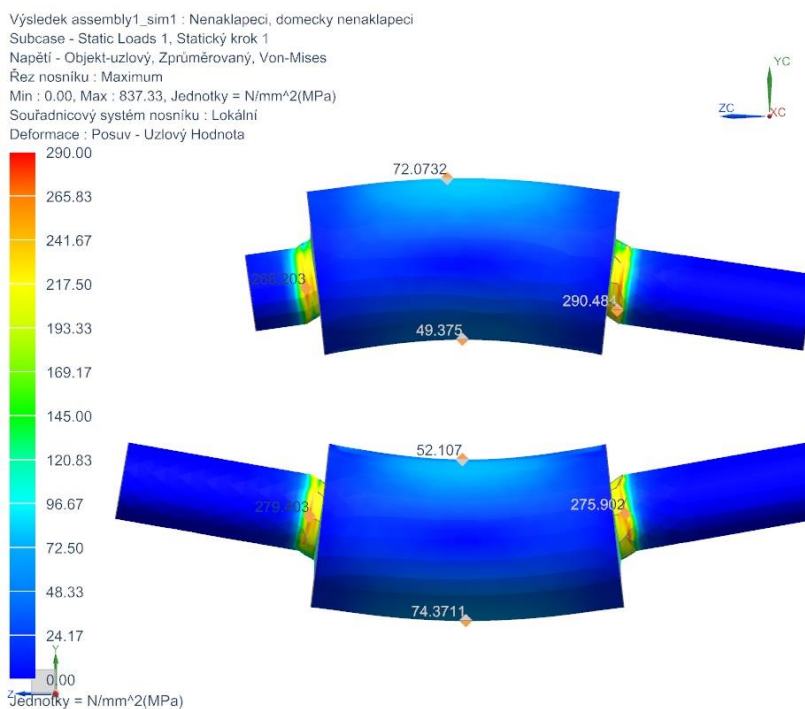 Výsledek assembly1_sim1 : Nenaklapeci, domecky nenaklapeci
Subcase - Static Loads 1, Statický krok 1
Napětí - Objekt-uzlový, Zprůměrovaný, Von-Mises
Řez nosníku : Maximum
Min : 0.00, Max : 837.33, Jednotky = N/mm^2(MPa)
Souřadnicový systém nosníku : Lokální
Deformace : Posuv - Uzlový Hodnota
YC
ZC
XC
290.00
265.83
241.67
217.50
193.33
169.17
145.00
120.83
96.67
72.50
48.33
24.17
0.00
72.0732
290.481
49.375
52.107
275.902
74.3711
Y
Z
Jednotky = N/mm^2(MPa)